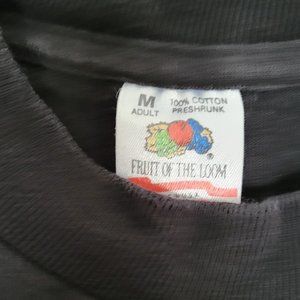 M
ADULT
100% COTTON
PRESHRUNK
®
FRUIT OF THE LOOM